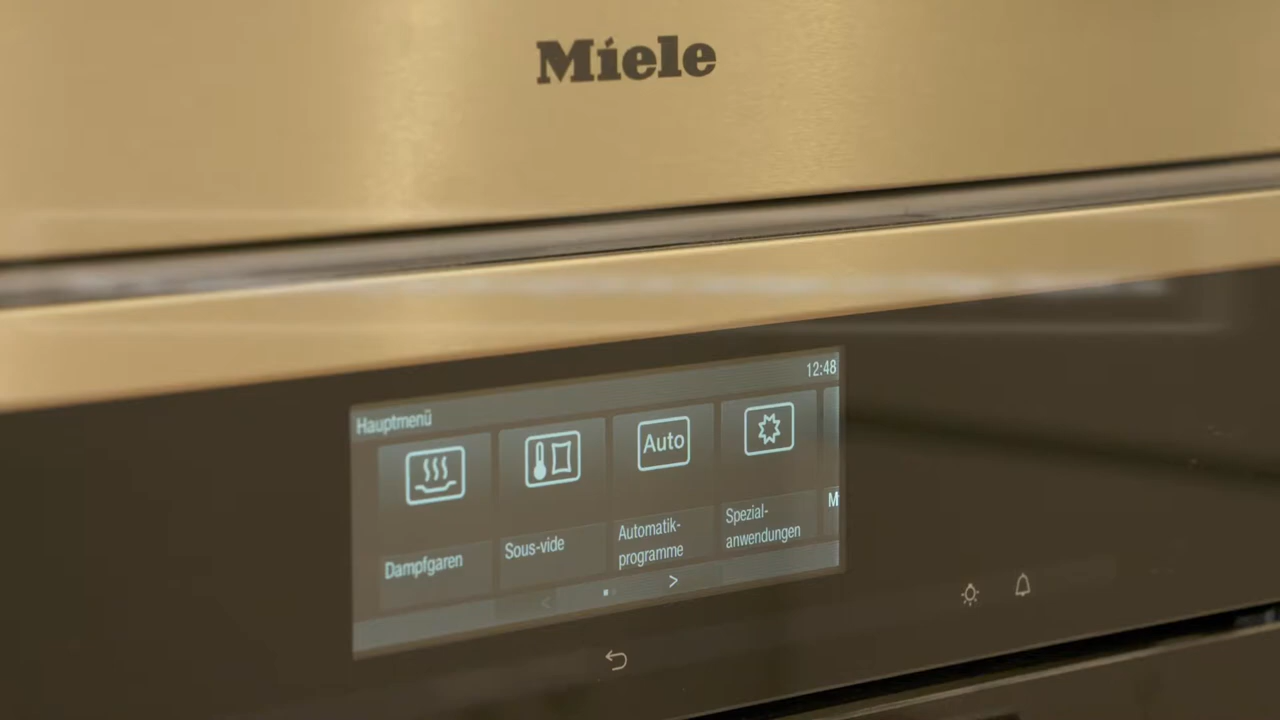 Miele
12:48
Hauptmenü
Auto
Dampfgaren
Sous-vide
Automatik-
programme
Spezial-
anwendungen
M